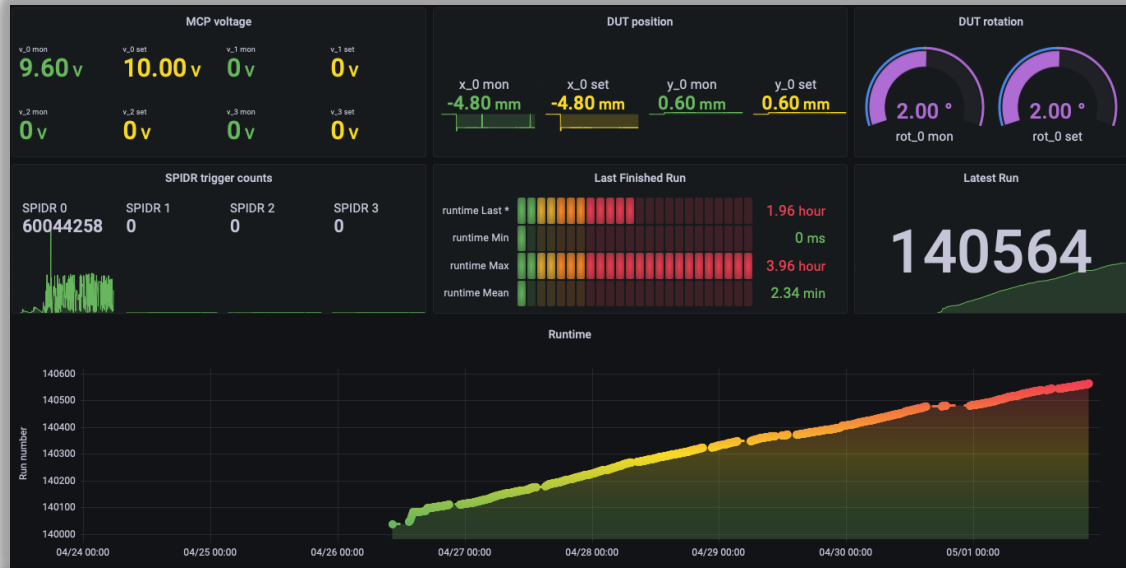 MCP voltage
v_0 mon
9.60 v
v_0 set
10.00 v
v_1 mon
0 v
v_1 set
0 v
v_2 mon
0 v
v_2 set
0 v
v_3 mon
0 v
v_3 set
0 v
DUT position
x_0 mon
-4.80 mm
x_0 set
-4.80 mm
y_0 mon
0.60 mm
y_0 set
0.60 mm
DUT rotation
2.00 °
rot_0 mon
2.00 °
rot_0 set
SPIDR trigger counts
SPIDR 0
60044258
SPIDR 1
0
SPIDR 2
0
SPIDR 3
0
Last Finished Run
runtime Last * 1.96 hour
runtime Min 0 ms
runtime Max 3.96 hour
runtime Mean 2.34 min
Latest Run
140564
Runtime
Run number
140600
140500
140400
140300
140200
140100
140000
04/24 00:00 04/25 00:00 04/26 00:00 04/27 00:00 04/28 00:00 04/29 00:00 04/30 00:00 05/01 00:00